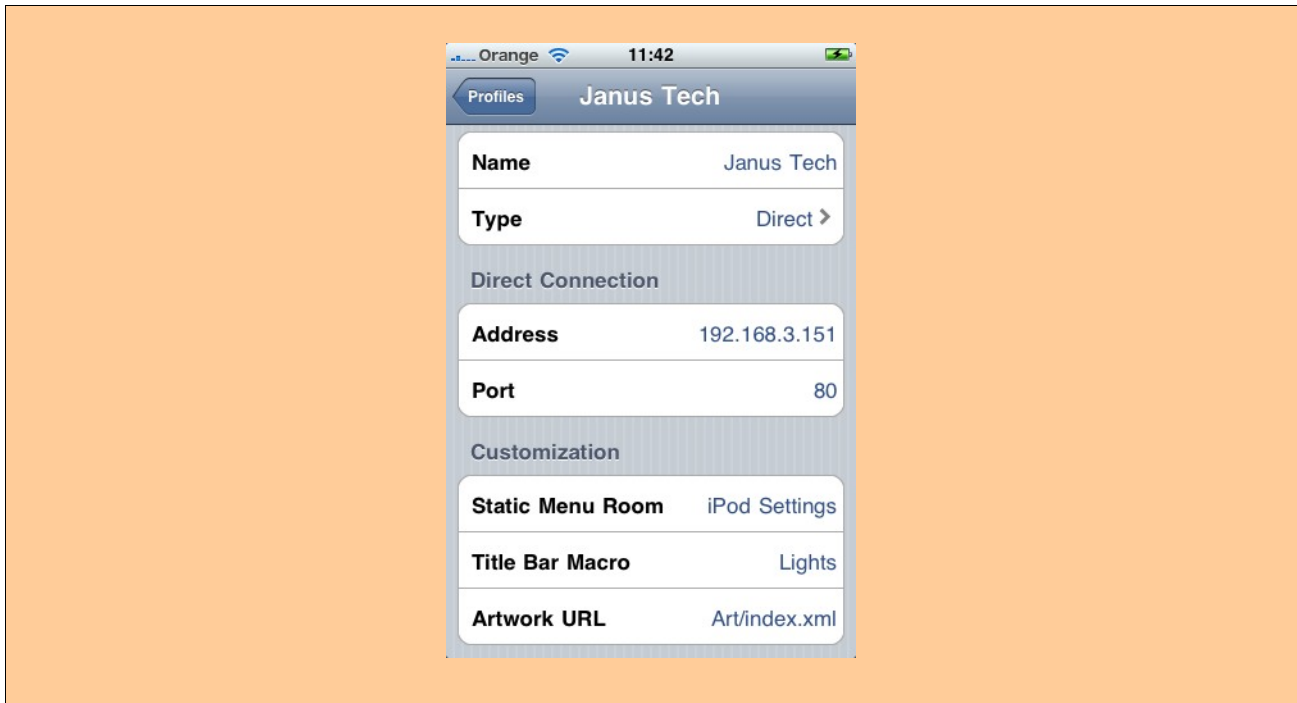 Orange 11:42
Profiles Janus Tech
Name Janus Tech
Type Direct
Direct Connection
Address 192.168.3.151
Port 80
Customization
Static Menu Room iPod Settings
Title Bar Macro Lights
Artwork URL Art/index.xml